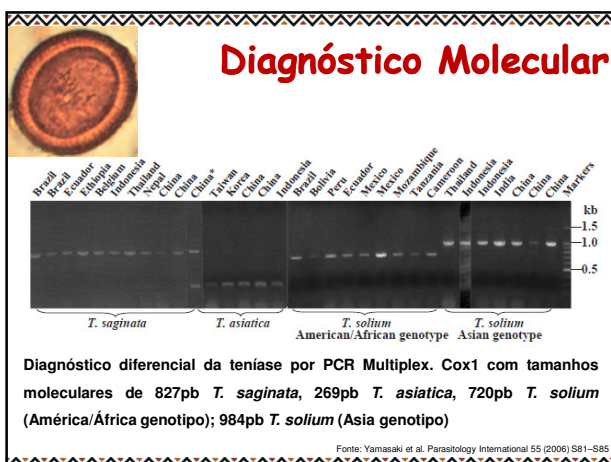 Diagnóstico Molecular
Brazil Brazil Ecuador Ethiopia Belgium Indonesia Thailand Nepal China China China* Taiwan Korea China China Indonesia Brazil Bolivia Peru Ecuador Mexico Mexico Mozambique Tanzania Cameroon Thailand Indonesia Indonesia India China China China Markers
kb
1.5
1.0
0.5
T. saginata T. asiatica T. solium T. solium
American/African genotype Asian genotype
Diagnóstico diferencial da teníase por PCR Multiplex. Cox1 com tamanhos
moleculares de 827pb T. saginata, 269pb T. asiatica, 720pb T. solium
(América/África genotipo); 984pb T. solium (Asia genotipo)
Fonte: Yamasaki et al. Parasitology International 55 (2006) S81–S85